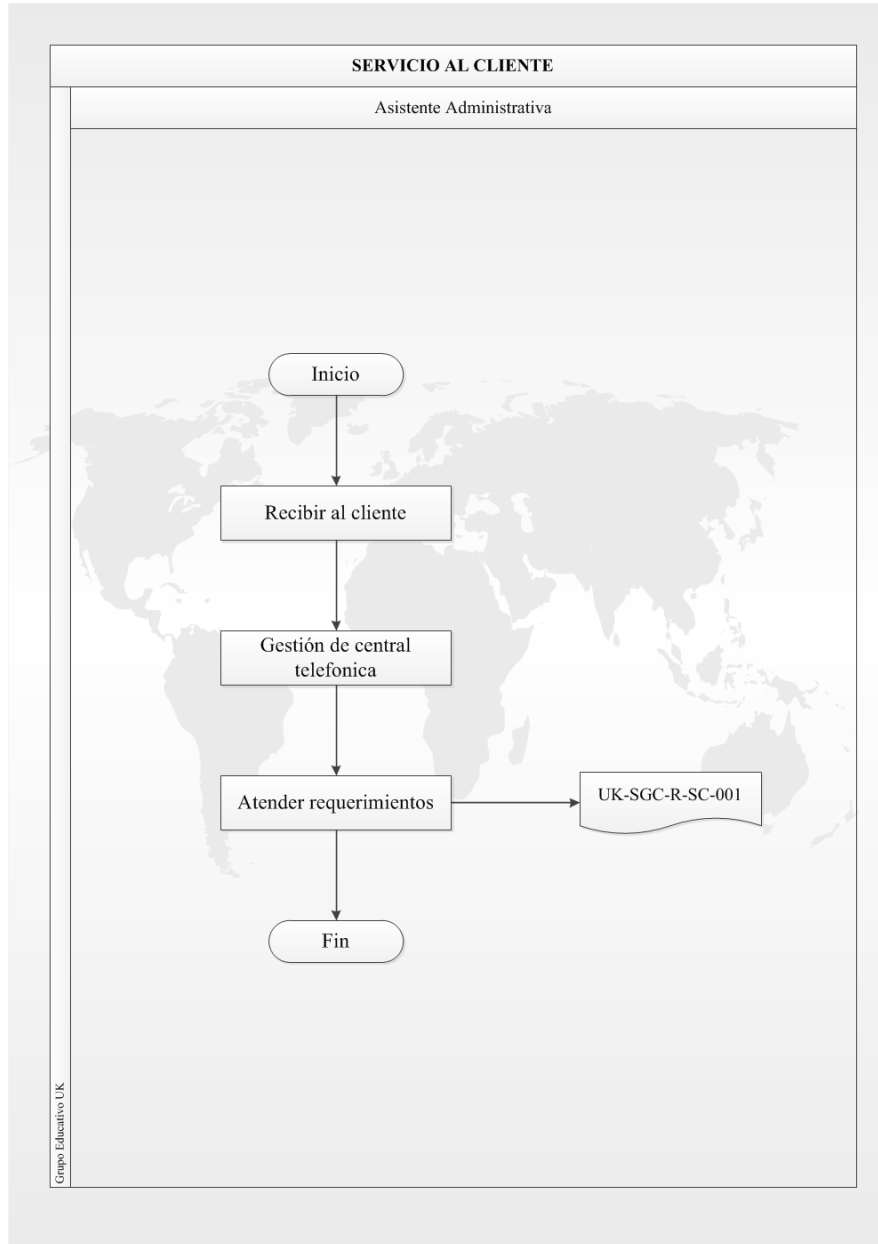 SERVICIO AL CLIENTE
Asistente Administrativa
Inicio
Recibir al cliente
Gestión de central
telefonica
Atender requerimientos
UK-SGC-R-SC-001
Fin
Grupo Educativo UK